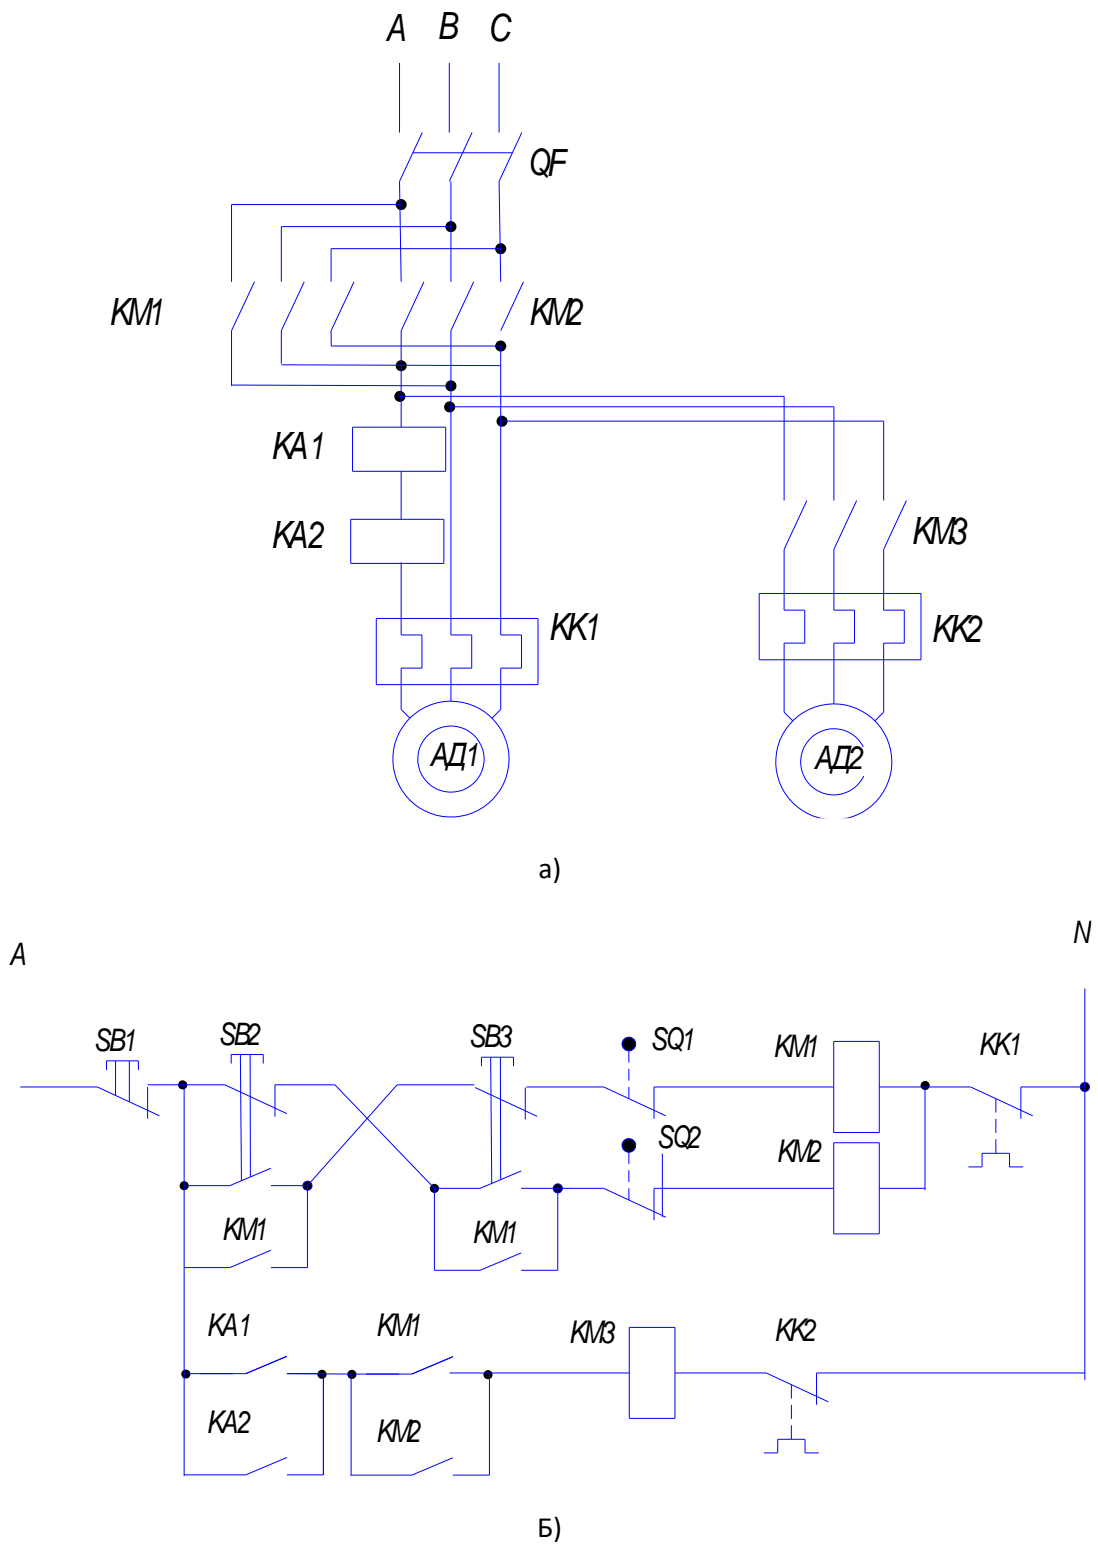 A B C
QF
KM1 KM2
KA1
KA2
KM3
KK1 KK2
АД1 АД2
а)
A N
SB1 SB2 SB3 SQ1 KM1 KK1
SQ2 KM2
KM1 KM1
KA1 KM1 KM3 KK2
KA2 KM2
Б)